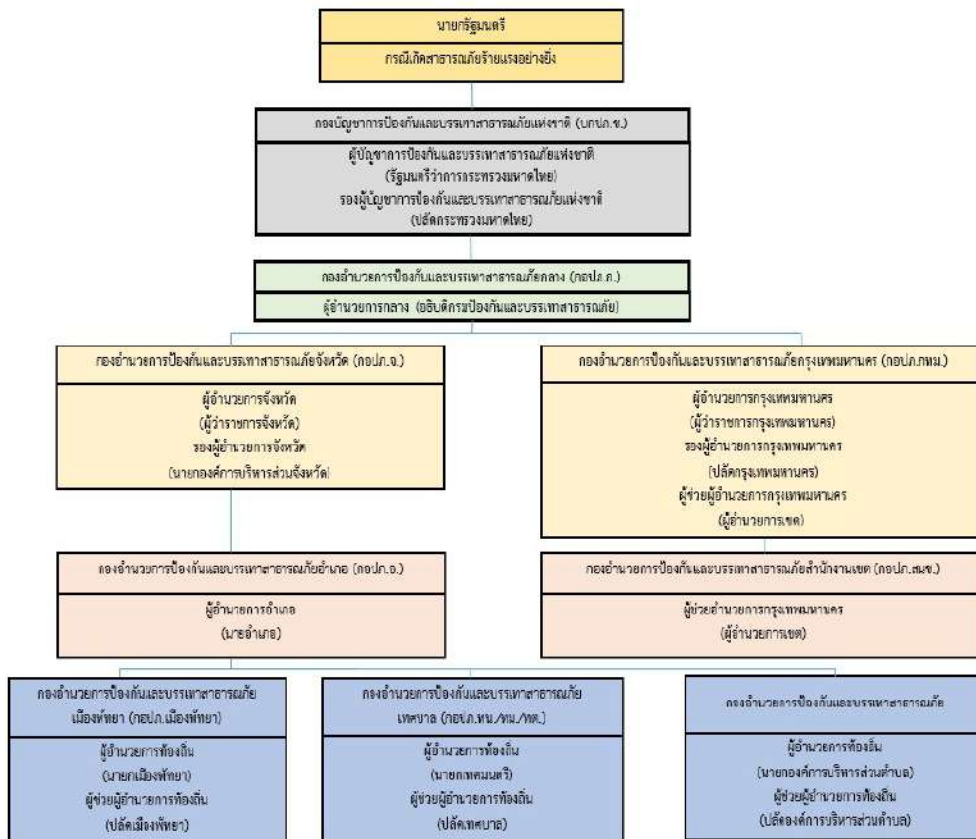 นายกรัฐมนตรี
กรณีเกิดสาธารณภัยร้ายแรงอย่างยิ่ง
กองบัญชาการป้องกันและบรรเทาสาธารณภัยแห่งชาติ (บกปภ.ช.)
ผู้บัญชาการป้องกันและบรรเทาสาธารณภัยแห่งชาติ
(รัฐมนตรีว่าการกระทรวงมหาดไทย)
รองผู้บัญชาการป้องกันและบรรเทาสาธารณภัยแห่งชาติ
(ปลัดกระทรวงมหาดไทย)
กองอำนวยการป้องกันและบรรเทาสาธารณภัยกลาง (กอปภ.ก.)
ผู้อำนวยการกลาง (อธิบดีกรมป้องกันและบรรเทาสาธารณภัย)
กองอำนวยการป้องกันและบรรเทาสาธารณภัยจังหวัด (กอปภ.จ.)
ผู้อำนวยการจังหวัด
(ผู้ว่าราชการจังหวัด)
รองผู้อำนวยการจังหวัด
(นายกองค์การบริหารส่วนจังหวัด)
กองอำนวยการป้องกันและบรรเทาสาธารณภัยกรุงเทพมหานคร (กอปภ.กทม.)
ผู้อำนวยการกรุงเทพมหานคร
(ผู้ว่าราชการกรุงเทพมหานคร)
รองผู้อำนวยการกรุงเทพมหานคร
(ปลัดกรุงเทพมหานคร)
ผู้ช่วยผู้อำนวยการกรุงเทพมหานคร
(ผู้อำนวยการเขต)
กองอำนวยการป้องกันและบรรเทาสาธารณภัยอำเภอ (กอปภ.อ.)
ผู้อำนวยการอำเภอ
(นายอำเภอ)
กองอำนวยการป้องกันและบรรเทาสาธารณภัยสำนักงานเขต (กอปภ.สนข.)
ผู้ช่วยอำนวยการกรุงเทพมหานคร
(ผู้อำนวยการเขต)
กองอำนวยการป้องกันและบรรเทาสาธารณภัย
เมืองพัทยา (กอปภ.เมืองพัทยา)
ผู้อำนวยการท้องถิ่น
(นายกเมืองพัทยา)
ผู้ช่วยผู้อำนวยการท้องถิ่น
(ปลัดเมืองพัทยา)
กองอำนวยการป้องกันและบรรเทาสาธารณภัย
เทศบาล (กอปภ.ทน./ทม./ทต.)
ผู้อำนวยการท้องถิ่น
(นายกเทศมนตรี)
ผู้ช่วยผู้อำนวยการท้องถิ่น
(ปลัดเทศบาล)
กองอำนวยการป้องกันและบรรเทาสาธารณภัย
ผู้อำนวยการท้องถิ่น
(นายกองค์การบริหารส่วนตำบล)
ผู้ช่วยผู้อำนวยการท้องถิ่น
(ปลัดองค์การบริหารส่วนตำบล)